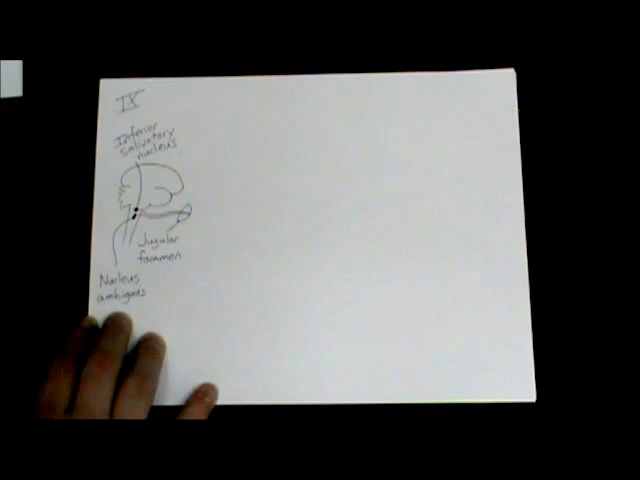 IX
Inferior
salivatory
nucleus
Jugular
foramen
Nucleus
ambiguus